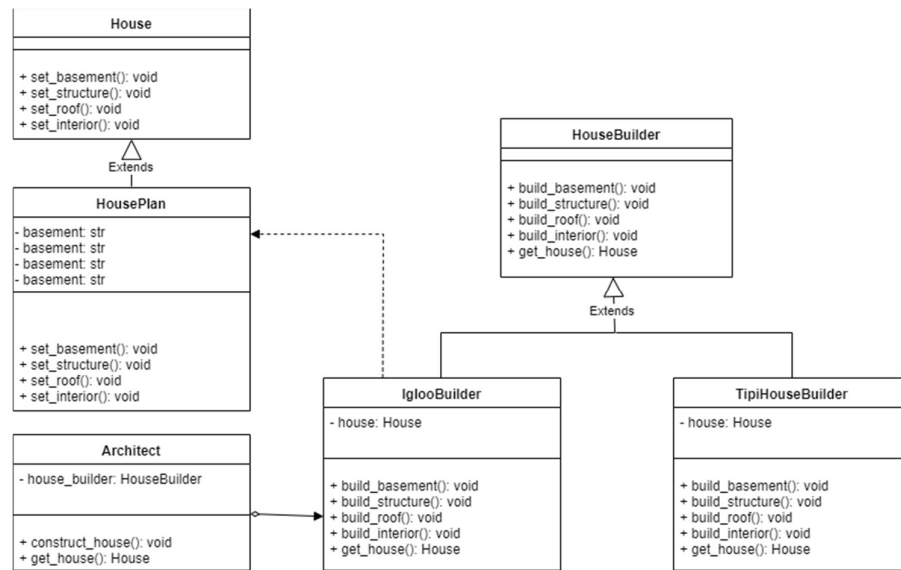 House
+ set_basement(): void
+ set_structure(): void
+ set_roof(): void
+ set_interior(): void
Extends
HousePlan
- basement: str
- basement: str
- basement: str
- basement: str
+ set_basement(): void
+ set_structure(): void
+ set_roof(): void
+ set_interior(): void
Architect
- house_builder: HouseBuilder
+ construct_house(): void
+ get_house(): House
HouseBuilder
+ build_basement(): void
+ build_structure(): void
+ build_roof(): void
+ build_interior(): void
+ get_house(): House
Extends
IglooBuilder
- house: House
+ build_basement(): void
+ build_structure(): void
+ build_roof(): void
+ build_interior(): void
+ get_house(): House
TipiHouseBuilder
- house: House
+ build_basement(): void
+ build_structure(): void
+ build_roof(): void
+ build_interior(): void
+ get_house(): House